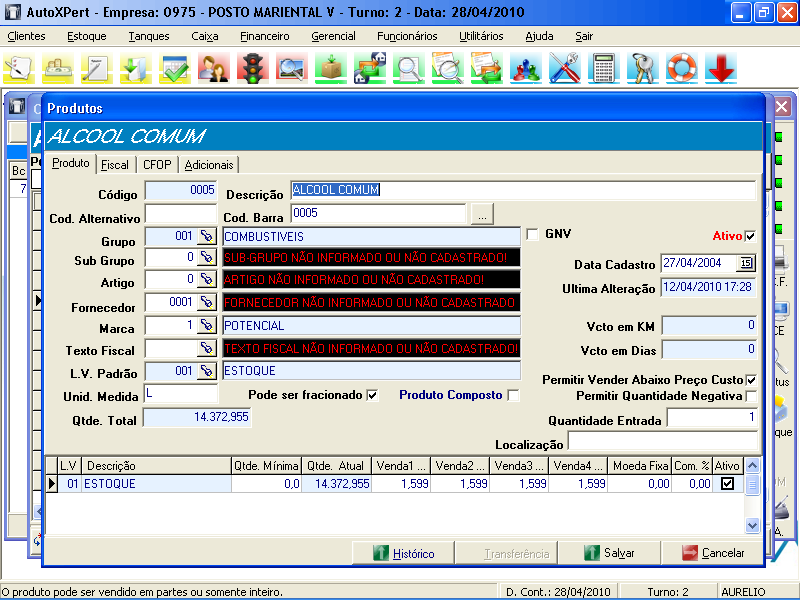 AutoXPert - Empresa: 0975 - POSTO MARIENTAL V - Turno: 2 - Data: 28/04/2010
Clientes Estoque Tanques Caixa Financeiro Gerencial Funcionários Utilitários Ajuda Sair
Produtos
ALCOOL COMUM
Produto Fiscal CFOP Adicionais
Bc
7
Código 0005 Descrição ALCOOL COMUM
Cod. Alternativo Cod. Barra 0005 ...
Grupo 001 COMBUSTIVEIS GNV Ativo
Sub Grupo 0 SUB-GRUPO NÃO INFORMADO OU NÃO CADASTRADO!
Artigo 0 ARTIGO NÃO INFORMADO OU NÃO CADASTRADO!
Data Cadastro 27/04/2004 15
Fornecedor 0001 FORNECEDOR NÃO INFORMADO OU NÃO CADASTRADO
Ultima Alteração 12/04/2010 17:28
Marca 1 POTENCIAL
Vcto em KM 0
Texto Fiscal TEXTO FISCAL NÃO INFORMADO OU NÃO CADASTRADO!
Vcto em Dias 0
L.V. Padrão 001 ESTOQUE
Permitir Vender Abaixo Preço Custo
Unid. Medida L Pode ser fracionado Produto Composto Permitir Quantidade Negativa
Qtde. Total 14.372,955 Quantidade Entrada 1
Localização
L.V Descrição Qtde. Mínima Qtde. Atual Venda1 ... Venda2 ... Venda3 ... Venda4 ... Moeda Fixa Com. % Ativo
01 ESTOQUE 0,0 14.372,955 1,599 1,599 1,599 1,599 0,00 0,00
Histórico Transferência Salvar Cancelar
O produto pode ser vendido em partes ou somente inteiro. D. Cont.: 28/04/2010 Turno: 2 AURELIO